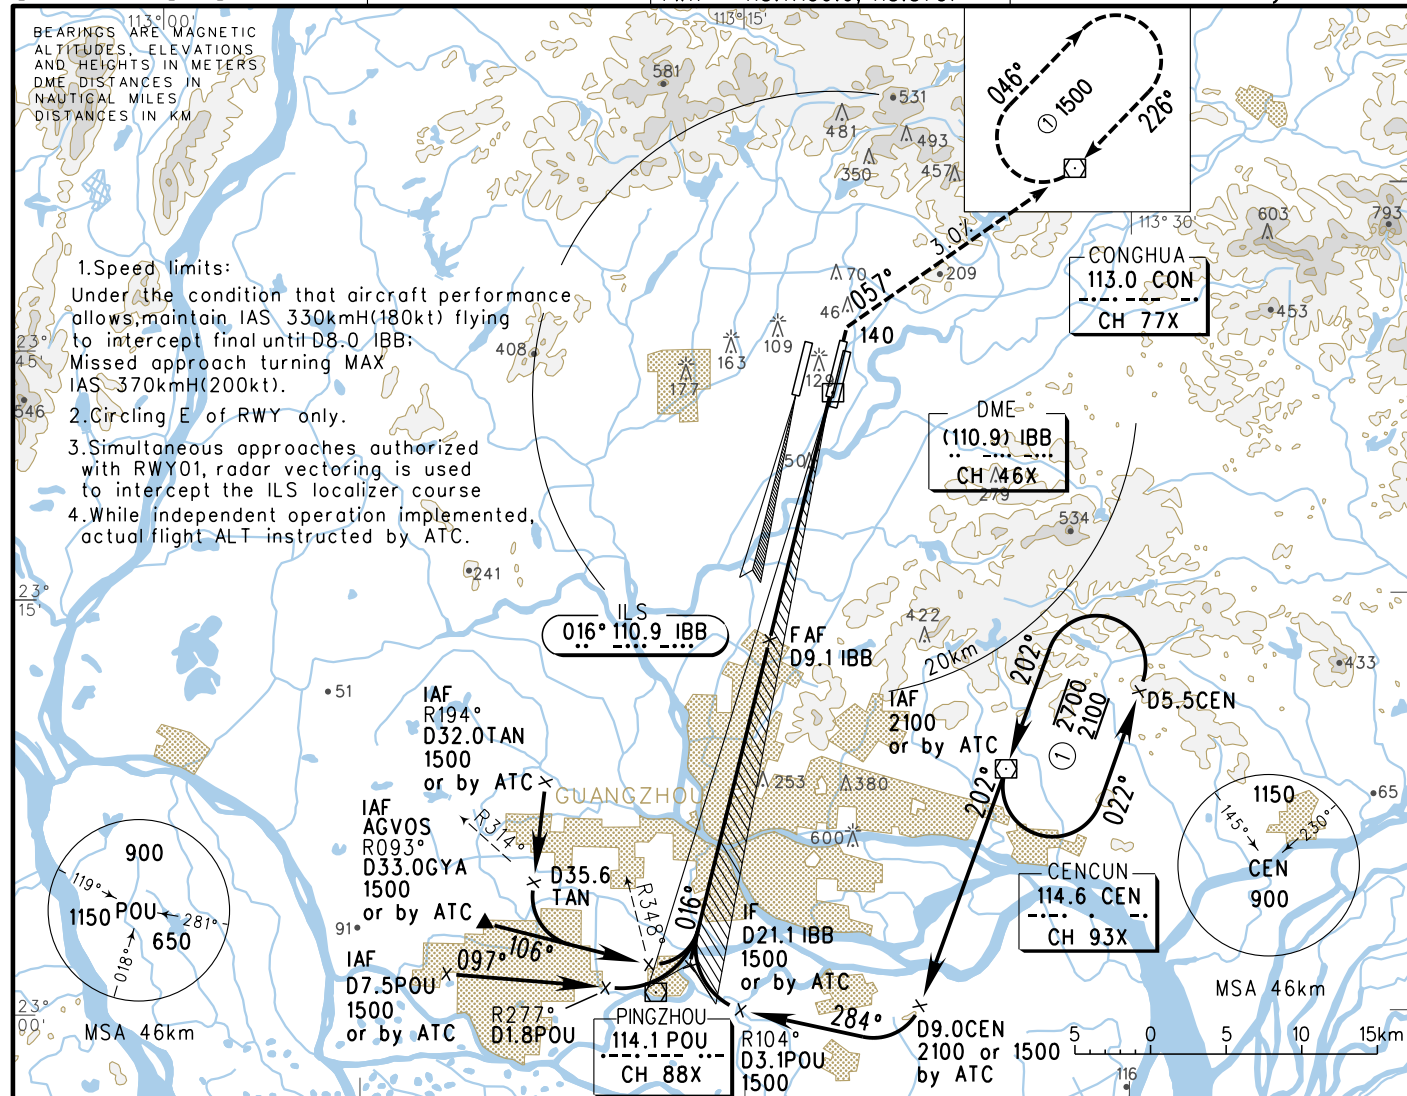 113° 00'
113°15'
BEARINGS ARE MAGNETIC
ALTITUDES, ELEVATIONS
AND HEIGHTS IN METERS
DME DISTANCES IN
NAUTICAL MILES
DISTANCES IN KM
581
531
481
493
350
457
046°
① 1500
226°
113° 30'
603
793
3.0%
209
70
46
057°
140
CONGHUA
113.0 CON
CH 77X
453
1.Speed limits:
Under the condition that aircraft performance
allows,maintain IAS 330kmH(180kt) flying
to intercept final until D8.0 IBB;
Missed approach turning MAX
IAS 370kmH(200kt).
2.Circling E of RWY only.
3.Simultaneous approaches authorized
with RWY01, radar vectoring is used
to intercept the ILS localizer course
4.While independent operation implemented,
actual flight ALT instructed by ATC.
23°
45'
546
408
177
163
109
129
50
DME
(110.9) IBB
CH 46X
279
534
241
23°
15'
ILS
016° 110.9 IBB
FAF
D9.1 IBB
422
20km
433
51
IAF
R194°
D32.0TAN
1500
or by ATC
IAF
2100
or by ATC
202°
2700
2100
①
D5.5CEN
202°
022°
253
380
600
65
GUANGZHOU
R314°
IAF
AGVOS
R093°
D33.0GYA
1500
or by ATC
D35.6
TAN
R348°
016°
106°
097°
91
IAF
D7.5POU
1500
or by ATC
R277°
D1.8POU
900
119°
1150
POU
281°
650
018°
MSA 46km
23°
00'
IF
D21.1 IBB
1500
or by ATC
PINGZHOU
114.1 POU
CH 88X
R104°
D3.1POU
1500
284°
D9.0CEN
2100 or 1500
by ATC
CENCUN
114.6 CEN
CH 93X
1150
145°
230°
CEN
900
MSA 46km
5 0 5 10 15km
116